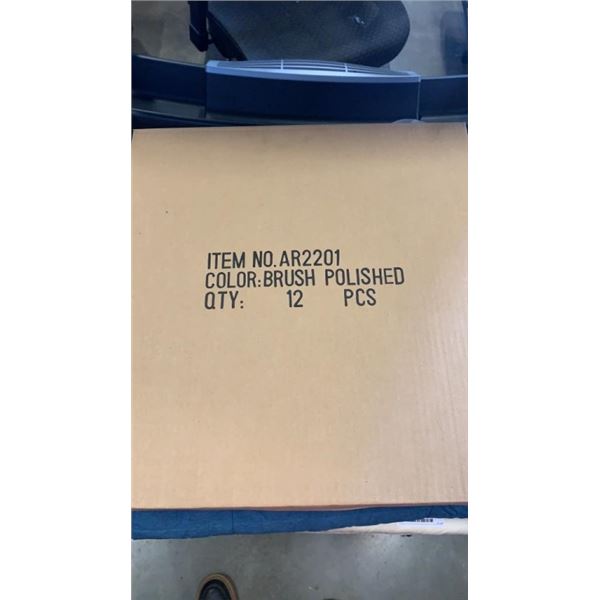 ITEM NO.AR2201
COLOR:BRUSH POLISHED
QTY: 12 PCS